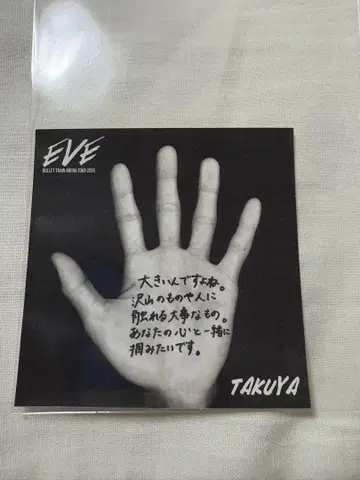 EVE
BULLET TRAIN ARENA TOUR 2025
大きいんですよね。
沢山のものや人に
触れる大事なもの。
あなたの心と一緒に
掴みたいです。
TAKUYA